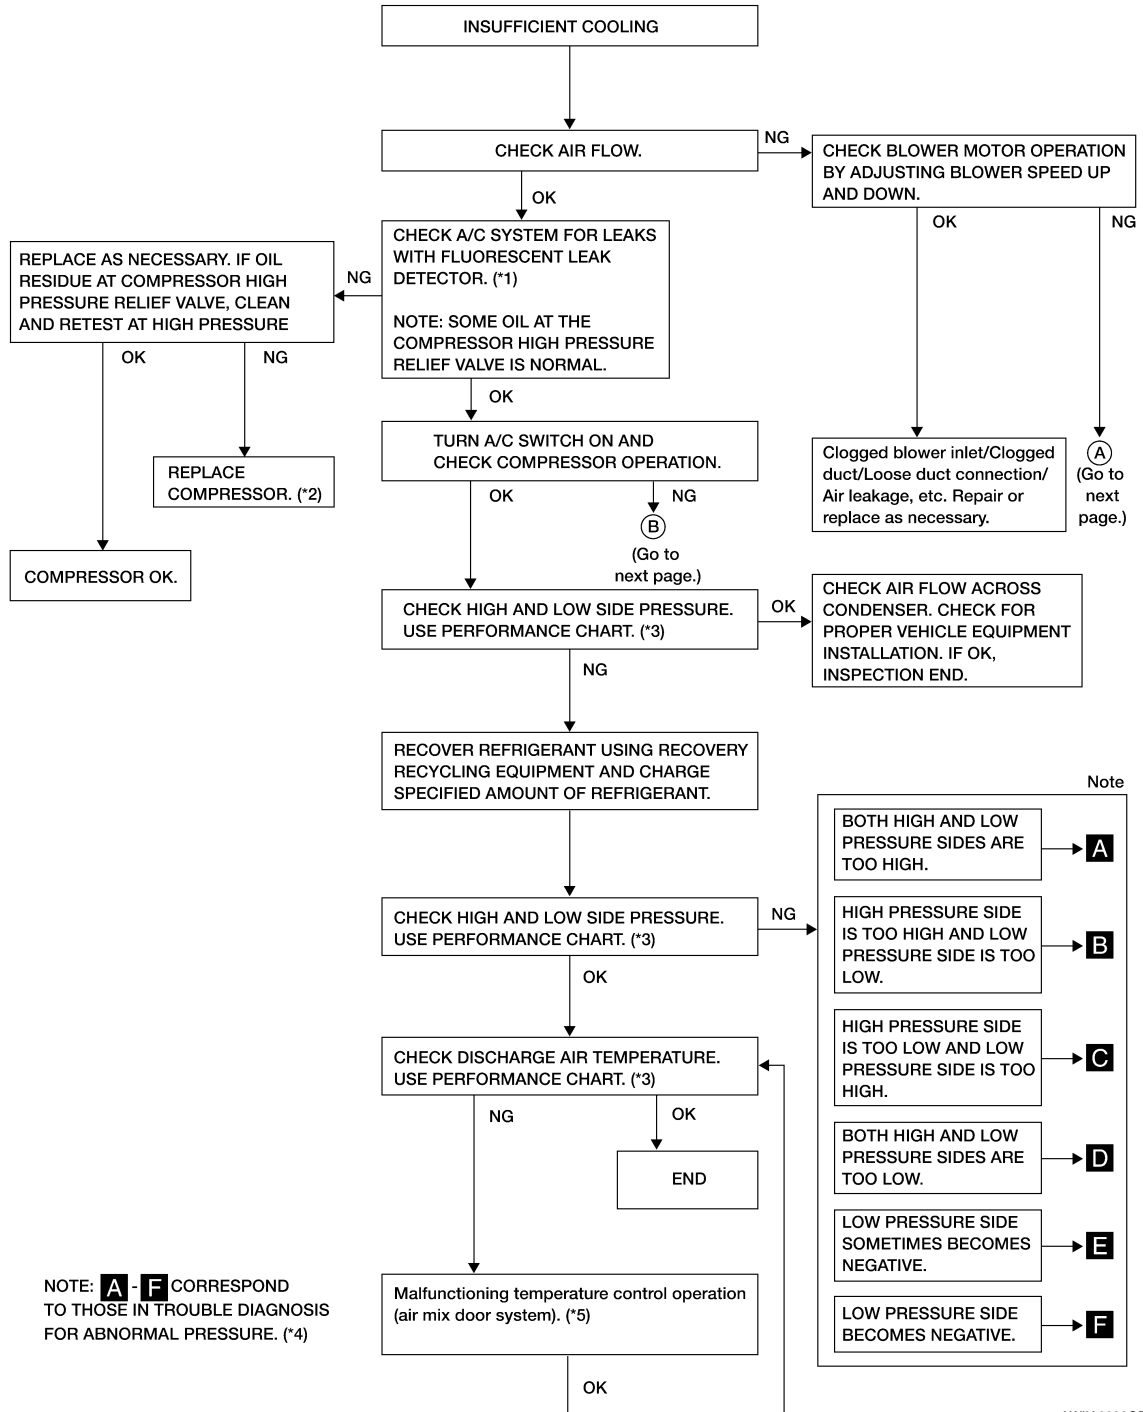 INSUFFICIENT COOLING
CHECK AIR FLOW.
NG
CHECK BLOWER MOTOR OPERATION
BY ADJUSTING BLOWER SPEED UP
AND DOWN.
OK
OK
NG
CHECK A/C SYSTEM FOR LEAKS
WITH FLUORESCENT LEAK
DETECTOR. (*1)
NOTE: SOME OIL AT THE
COMPRESSOR HIGH PRESSURE
RELIEF VALVE IS NORMAL.
NG
REPLACE AS NECESSARY. IF OIL
RESIDUE AT COMPRESSOR HIGH
PRESSURE RELIEF VALVE, CLEAN
AND RETEST AT HIGH PRESSURE
OK
NG
REPLACE
COMPRESSOR. (*2)
COMPRESSOR OK.
OK
TURN A/C SWITCH ON AND
CHECK COMPRESSOR OPERATION.
OK
NG
B
(Go to
next page.)
Clogged blower inlet/Clogged
duct/Loose duct connection/
Air leakage, etc. Repair or
replace as necessary.
A
(Go to
next
page.)
CHECK HIGH AND LOW SIDE PRESSURE.
USE PERFORMANCE CHART. (*3)
OK
CHECK AIR FLOW ACROSS
CONDENSER. CHECK FOR
PROPER VEHICLE EQUIPMENT
INSTALLATION. IF OK,
INSPECTION END.
NG
RECOVER REFRIGERANT USING RECOVERY
RECYCLING EQUIPMENT AND CHARGE
SPECIFIED AMOUNT OF REFRIGERANT.
CHECK HIGH AND LOW SIDE PRESSURE.
USE PERFORMANCE CHART. (*3)
NG
OK
Note
BOTH HIGH AND LOW
PRESSURE SIDES ARE
TOO HIGH.
A
HIGH PRESSURE SIDE
IS TOO HIGH AND LOW
PRESSURE SIDE IS TOO
LOW.
B
HIGH PRESSURE SIDE
IS TOO LOW AND LOW
PRESSURE SIDE IS TOO
HIGH.
C
BOTH HIGH AND LOW
PRESSURE SIDES ARE
TOO LOW.
D
LOW PRESSURE SIDE
SOMETIMES BECOMES
NEGATIVE.
E
LOW PRESSURE SIDE
BECOMES NEGATIVE.
F
CHECK DISCHARGE AIR TEMPERATURE.
USE PERFORMANCE CHART. (*3)
NG
OK
END
Malfunctioning temperature control operation
(air mix door system). (*5)
OK
NOTE: A - F CORRESPOND
TO THOSE IN TROUBLE DIAGNOSIS
FOR ABNORMAL PRESSURE. (*4)